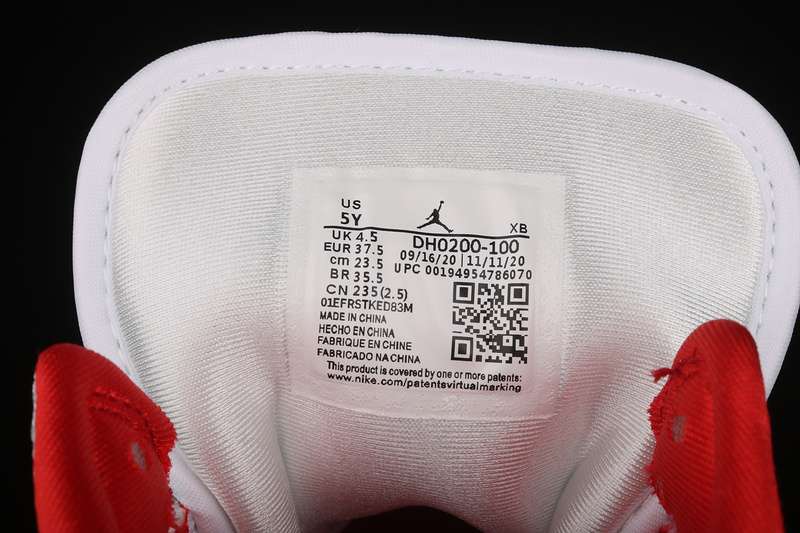 US
5Y
XB
UK 4.5
DH0200-100
EUR 37.5
09/16/20 | 11/11/20
cm 23.5
UPC 00194954786070
BR 35.5
CN 235(2.5)
01EFRSTKED83M
MADE IN CHINA
HECHO EN CHINA
FABRIQUE EN CHINE
FABRICADO NA CHINA
This product is covered by one or more patents:
www.nike.com/patentsvirtualmarking